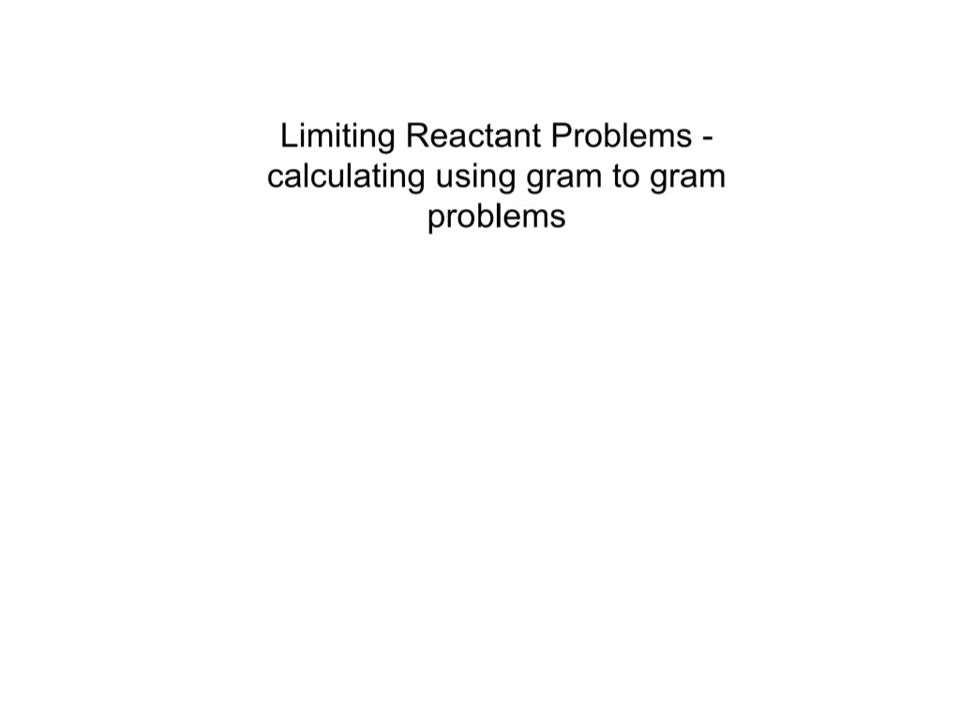 Limiting Reactant Problems -
calculating using gram to gram
problems